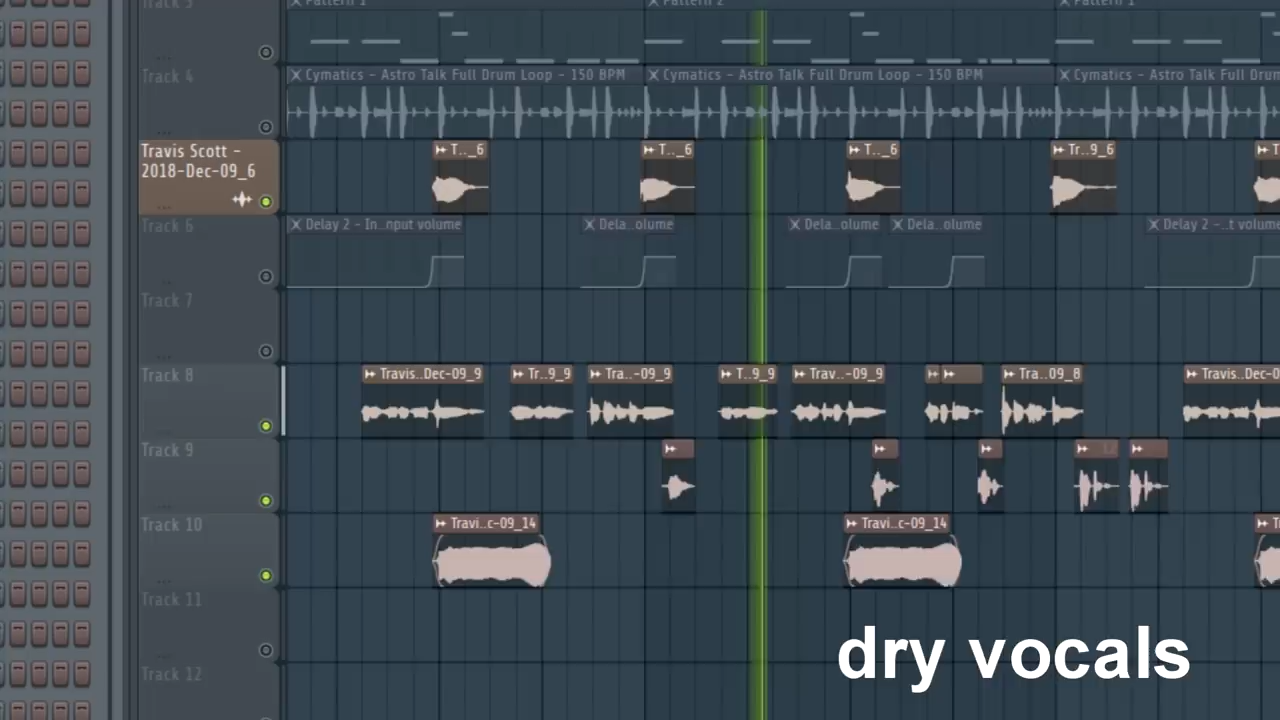 Track 3
Pattern 1
Pattern 2
Pattern 1
Track 4
Cymatics - Astro Talk Full Drum Loop - 150 BPM
Cymatics - Astro Talk Full Drum Loop - 150 BPM
Cymatics - Astro Talk Full Drum
Travis Scott -
2018-Dec-09_6
T.._6
T.._6
T.._6
Tr..9_6
T
Track 6
Delay 2 - In..nput volume
Dela..olume
Dela..olume
Dela..olume
Delay 2 -..t volume
Track 7
Track 8
Travis..Dec-09_9
Tr..9_9
Tra..-09_9
T..9_9
Trav..-09_9
Tra..09_8
Travis..Dec-0
Track 9
Track 10
Travi..c-09_14
Travi..c-09_14
Track 11
Track 12
dry vocals